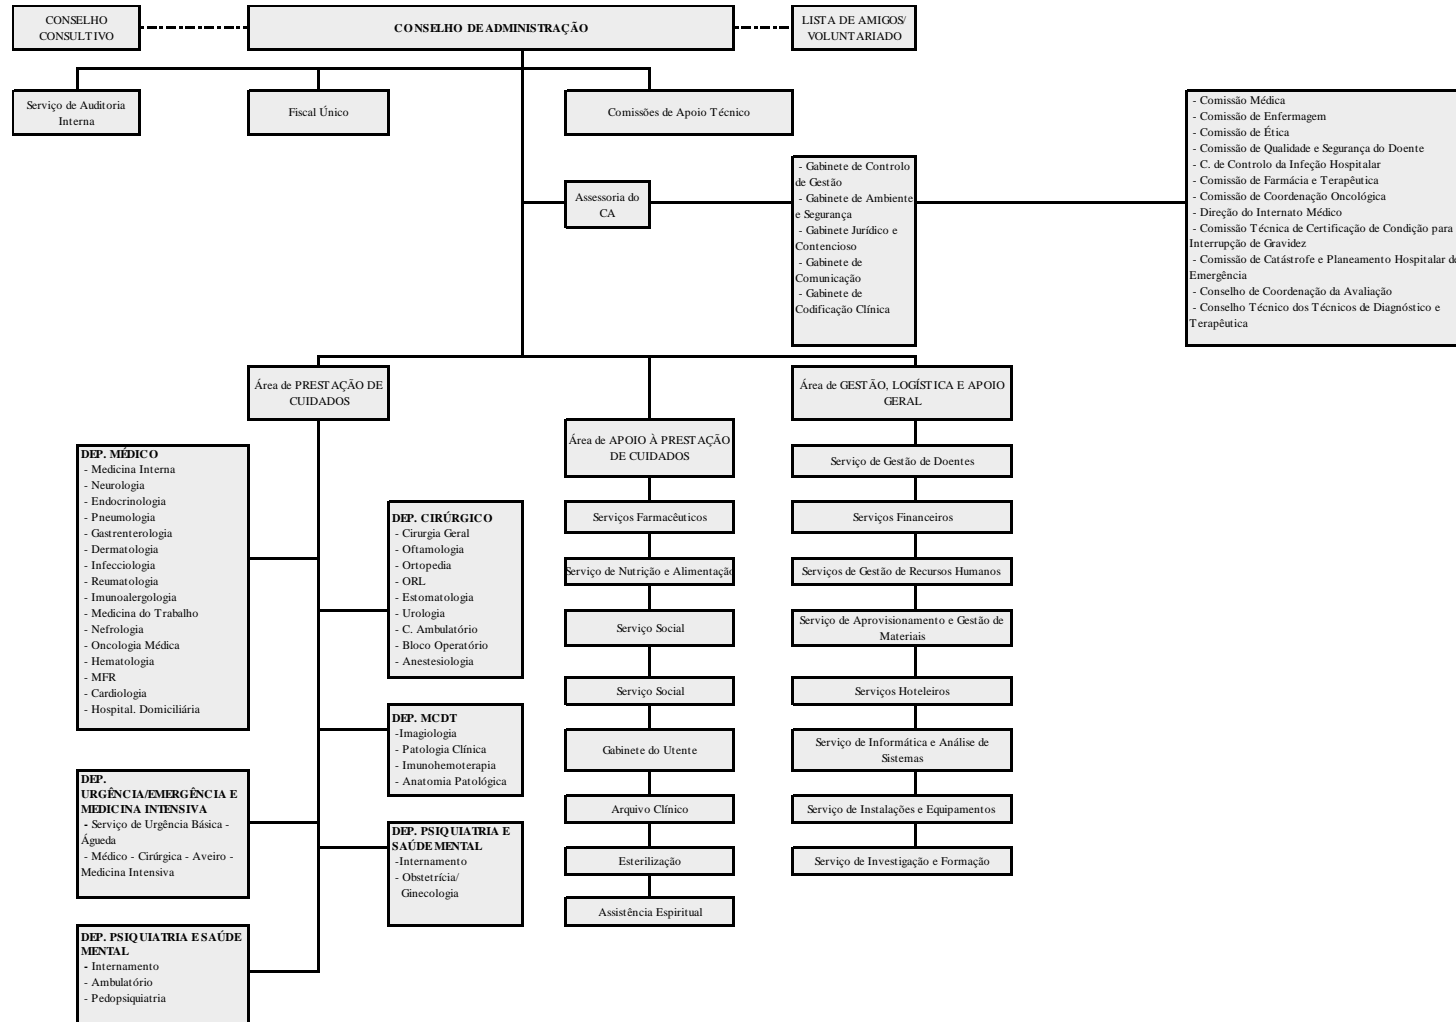 CONSELHO
CONSULTIVO
CONSELHO DE ADMINISTRAÇÃO
LISTA DE AMIGOS/
VOLUNTARIADO
Serviço de Auditoria
Interna
Fiscal Único
Comissões de Apoio Técnico
- Comissão Médica
- Comissão de Enfermagem
- Comissão de Ética
- Comissão de Qualidade e Segurança do Doente
- C. de Controlo da Infeção Hospitalar
- Comissão de Farmácia e Terapêutica
- Comissão de Coordenação Oncológica
- Direção do Internato Médico
- Comissão Técnica de Certificação de Condição para
Interrupção de Gravidez
- Comissão de Catástrofe e Planeamento Hospitalar de
Emergência
- Conselho de Coordenação da Avaliação
- Conselho Técnico dos Técnicos de Diagnóstico e
Terapêutica
Assessoria do
CA
- Gabinete de Controlo
de Gestão
- Gabinete de Ambiente
e Segurança
- Gabinete Jurídico e
Contencioso
- Gabinete de
Comunicação
- Gabinete de
Codificação Clínica
Área de PRESTAÇÃO DE
CUIDADOS
DEP. MÉDICO
- Medicina Interna
- Neurologia
- Endocrinologia
- Pneumologia
- Gastrenterologia
- Dermatologia
- Infecciologia
- Reumatologia
- Imunoalergologia
- Medicina do Trabalho
- Nefrologia
- Oncologia Médica
- Hematologia
- MFR
- Cardiologia
- Hospital. Domiciliária
DEP.
URGÊNCIA/EMERGÊNCIA E
MEDICINA INTENSIVA
- Serviço de Urgência Básica -
Águeda
- Médico - Cirúrgica - Aveiro -
Medicina Intensiva
DEP. PSIQUIATRIA E SAÚDE
MENTAL
- Internamento
- Ambulatório
- Pedopsiquiatria
DEP. CIRÚRGICO
- Cirurgia Geral
- Oftamologia
- Ortopedia
- ORL
- Estomatologia
- Urologia
- C. Ambulatório
- Bloco Operatório
- Anestesiologia
DEP. MCDT
-Imagiologia
- Patologia Clínica
- Imunohemoterapia
- Anatomia Patológica
DEP. PSIQUIATRIA E
SAÚDE MENTAL
-Internamento
- Obstetrícia/
Ginecologia
Área de APOIO À PRESTAÇÃO
DE CUIDADOS
Serviços Farmacêuticos
Serviço de Nutrição e Alimentação
Serviço Social
Serviço Social
Gabinete do Utente
Arquivo Clínico
Esterilização
Assistência Espiritual
Área de GESTÃO, LOGÍSTICA E APOIO
GERAL
Serviço de Gestão de Doentes
Serviços Financeiros
Serviços de Gestão de Recursos Humanos
Serviço de Aprovisionamento e Gestão de
Materiais
Serviços Hoteleiros
Serviço de Informática e Análise de
Sistemas
Serviço de Instalações e Equipamentos
Serviço de Investigação e Formação